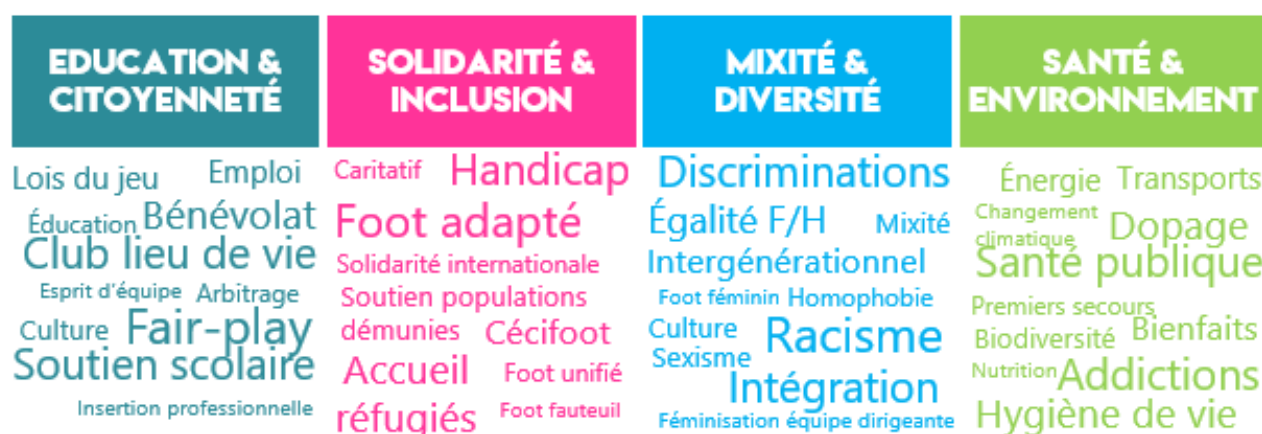 EDUCATION &
CITOYENNETÉ
Lois du jeu Emploi
Éducation Bénévolat
Club lieu de vie
Esprit d'équipe Arbitrage
Culture Fair-play
Soutien scolaire
Insertion professionnelle
SOLIDARITÉ &
INCLUSION
Caritatif Handicap
Foot adapté
Solidarité internationale
Soutien populations
démunies Cécifoot
Accueil Foot unifié
réfugiés Foot fauteuil
MIXITÉ &
DIVERSITÉ
Discriminations
Égalité F/H Mixité
Intergénérationnel
Foot féminin Homophobie
Culture Racisme
Sexisme
Intégration
Féminisation équipe dirigeante
SANTÉ &
ENVIRONNEMENT
Énergie Transports
Changement
climatique Dopage
Santé publique
Premiers secours
Biodiversité Bienfaits
Nutrition Addictions
Hygiène de vie